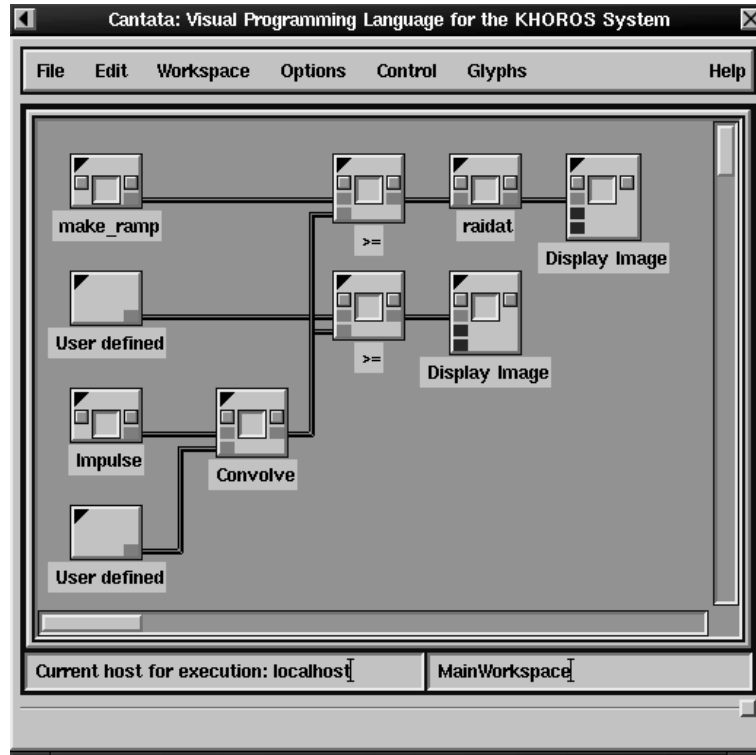 Cantata: Visual Programming Language for the KHOROS System
File Edit Workspace Options Control Glyphs Help
make_ramp
>=
raidat
Display Image
User defined
>=
Display Image
Impulse
Convolve
User defined
Current host for execution: localhost
MainWorkspace